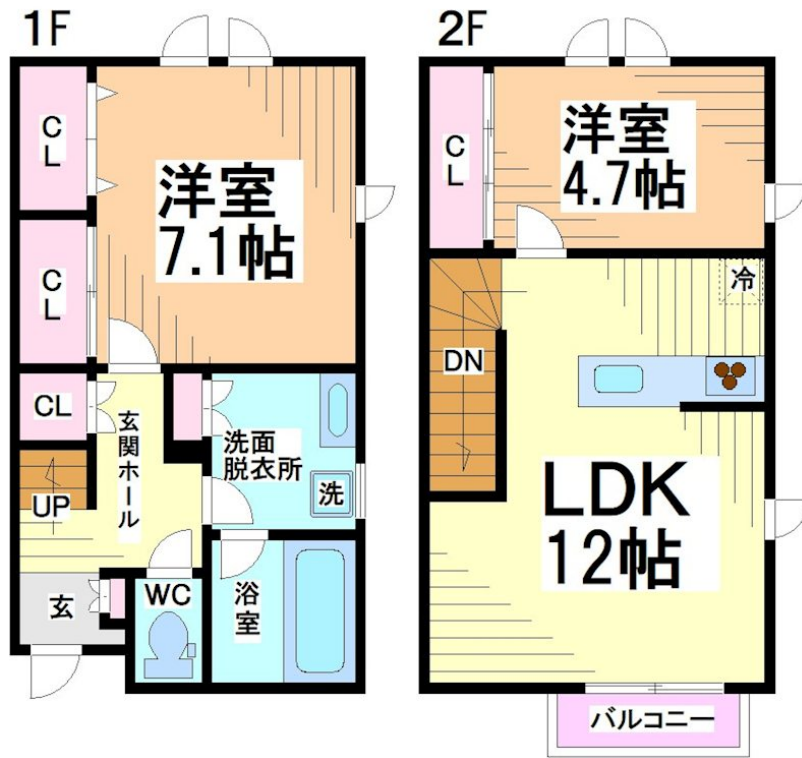 1F
CL
洋室
7.1帖
CL
CL
玄関ホール
洗面
脱衣所
洗
UP
玄
WC
浴室
2F
CL
洋室
4.7帖
冷
DN
LDK
12帖
バルコニー